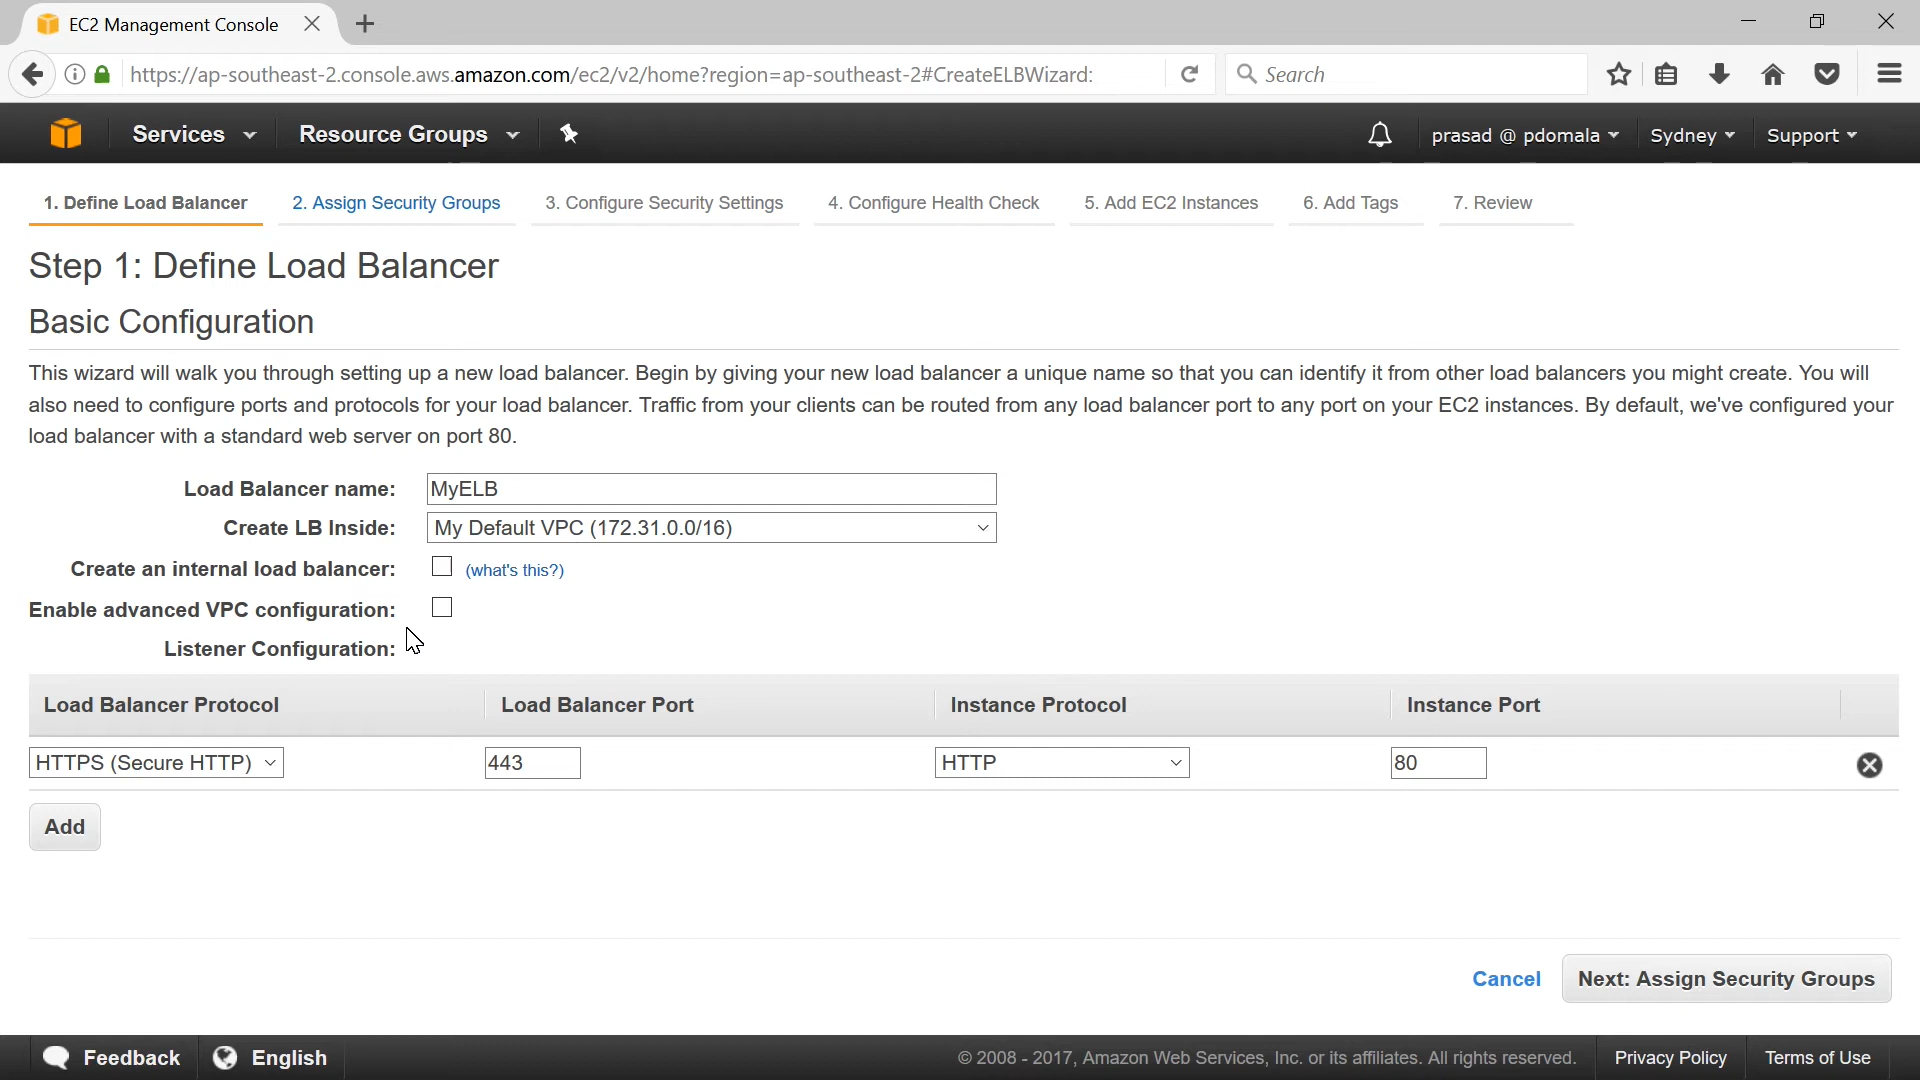 EC2 Management Console
https://ap-southeast-2.console.aws.amazon.com/ec2/v2/home?region=ap-southeast-2#CreateELBWizard:
Search
Services
Resource Groups
prasad @ pdomala
Sydney
Support
1. Define Load Balancer
2. Assign Security Groups
3. Configure Security Settings
4. Configure Health Check
5. Add EC2 Instances
6. Add Tags
7. Review
Step 1: Define Load Balancer
Basic Configuration
This wizard will walk you through setting up a new load balancer. Begin by giving your new load balancer a unique name so that you can identify it from other load balancers you might create. You will
also need to configure ports and protocols for your load balancer. Traffic from your clients can be routed from any load balancer port to any port on your EC2 instances. By default, we've configured your
load balancer with a standard web server on port 80.
Load Balancer name: MyELB
Create LB Inside: My Default VPC (172.31.0.0/16)
Create an internal load balancer: (what's this?)
Enable advanced VPC configuration:
Listener Configuration:
Load Balancer Protocol Load Balancer Port Instance Protocol Instance Port
HTTPS (Secure HTTP) 443 HTTP 80
Add
Cancel Next: Assign Security Groups
Feedback English © 2008 - 2017, Amazon Web Services, Inc. or its affiliates. All rights reserved. Privacy Policy Terms of Use